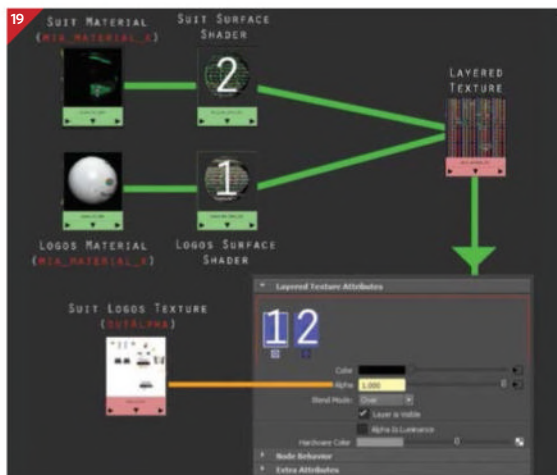 19
SUIT MATERIAL
(MIA_MATERIAL_X)
SUIT SURFACE
SHADER
2
LAYERED
TEXTURE
1
LOGOS MATERIAL
(MIA_MATERIAL_X)
LOGOS SURFACE
SHADER
SUIT LOGOS TEXTURE
(OUTALPHA)
Layered Texture Attributes
1 2
Color
Alpha 1.000 0
Blend Mode: Over
Layer is Visible
Alpha Is Luminance
Hardware Color 0
Node Behavior
Extra Attributes